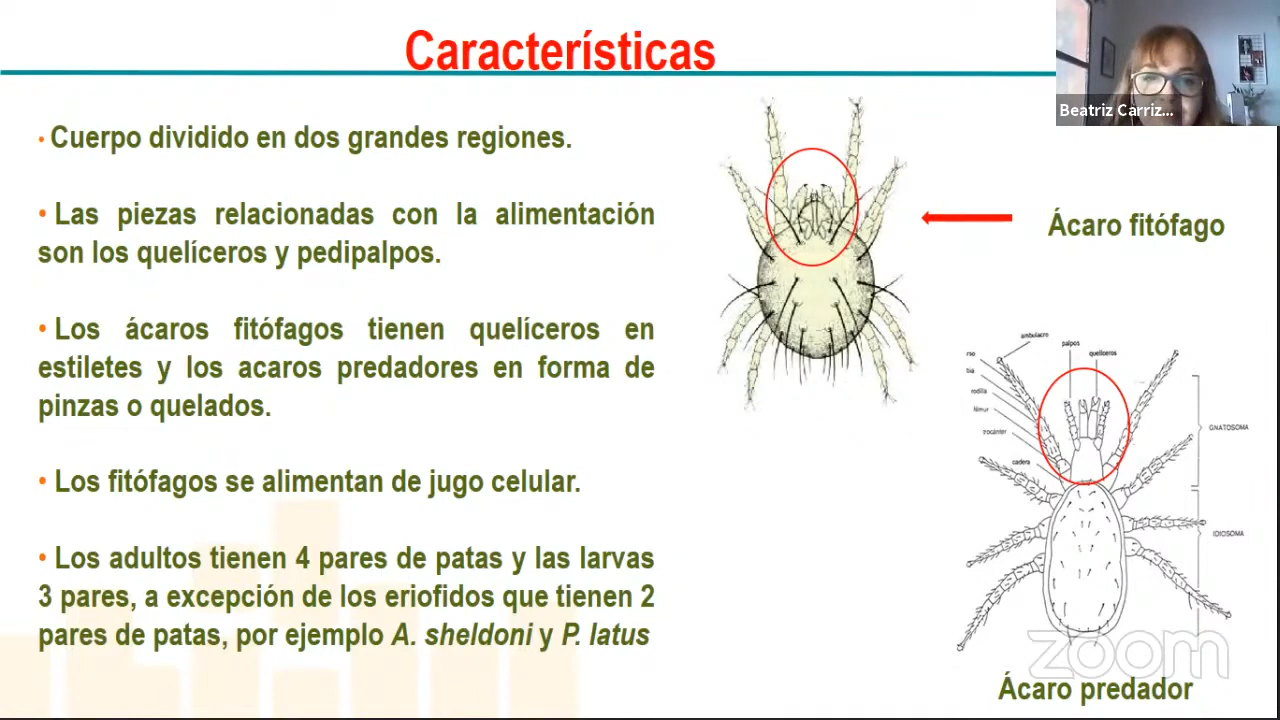 Características
Beatriz Carriz...
• Cuerpo dividido en dos grandes regiones.
• Las piezas relacionadas con la alimentación
son los quelíceros y pedipalpos.
• Los ácaros fitófagos tienen quelíceros en
estiletes y los acaros predadores en forma de
pinzas o quelados.
• Los fitófagos se alimentan de jugo celular.
• Los adultos tienen 4 pares de patas y las larvas
3 pares, a excepción de los eriofidos que tienen 2
pares de patas, por ejemplo A. sheldoni y P. latus
Ácaro fitófago
ambulacro
palpos
quelíceros
rso
bia
rodilla
fémur
trocánter
cadera
GNATOSOMA
IDIOSOMA
zoom
Ácaro predador